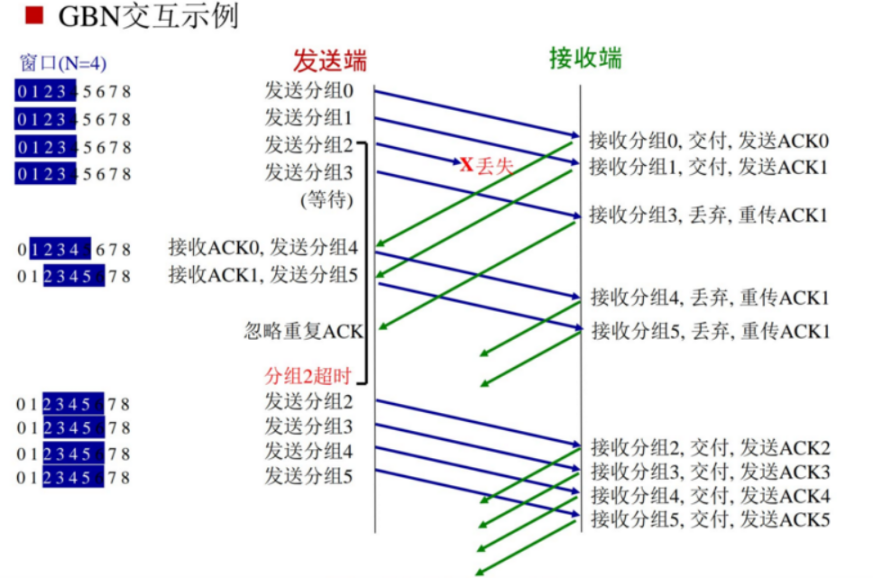 GBN交互示例
窗口(N=4)
发送端
接收端
0 1 2 3 4 5 6 7 8 发送分组0
0 1 2 3 4 5 6 7 8 发送分组1
0 1 2 3 4 5 6 7 8 发送分组2
0 1 2 3 4 5 6 7 8 发送分组3
(等待)
X丢失
接收分组0, 交付, 发送ACK0
接收分组1, 交付, 发送ACK1
接收分组3, 丢弃, 重传ACK1
0 1 2 3 4 5 6 7 8 接收ACK0, 发送分组4
0 1 2 3 4 5 6 7 8 接收ACK1, 发送分组5
忽略重复ACK
接收分组4, 丢弃, 重传ACK1
接收分组5, 丢弃, 重传ACK1
分组2超时
0 1 2 3 4 5 6 7 8 发送分组2
0 1 2 3 4 5 6 7 8 发送分组3
0 1 2 3 4 5 6 7 8 发送分组4
0 1 2 3 4 5 6 7 8 发送分组5
接收分组2, 交付, 发送ACK2
接收分组3, 交付, 发送ACK3
接收分组4, 交付, 发送ACK4
接收分组5, 交付, 发送ACK5